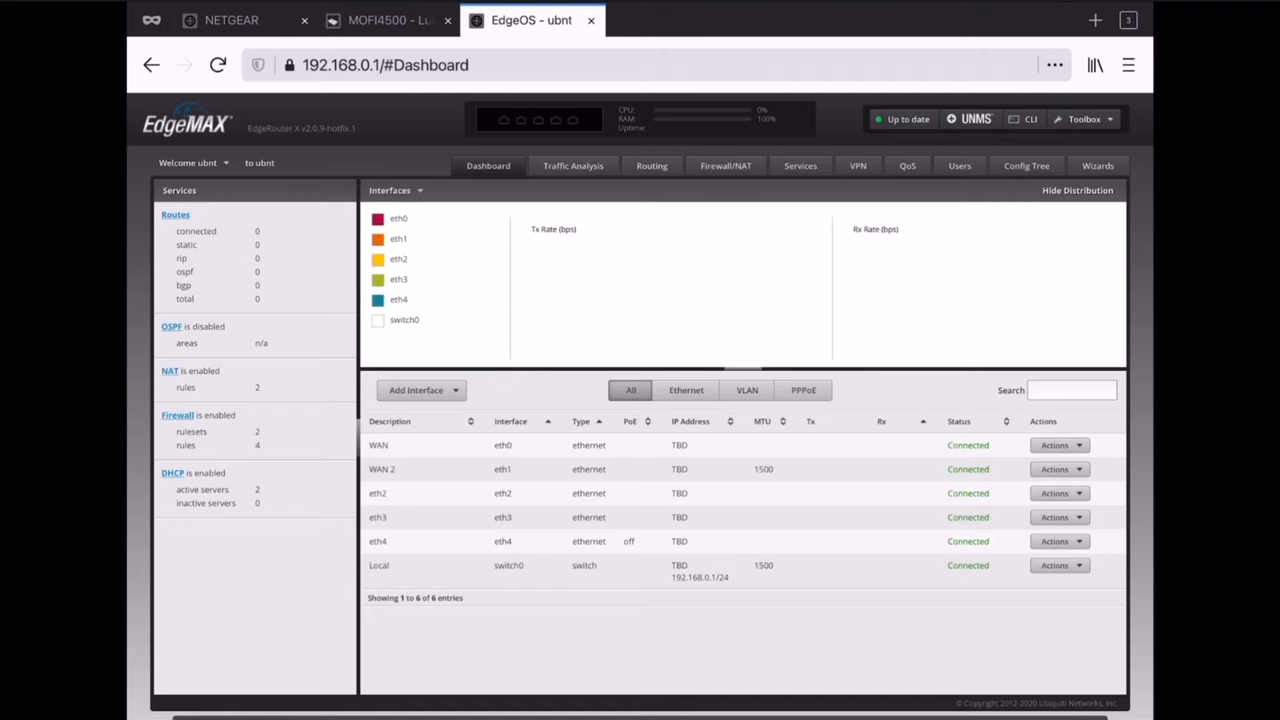 NETGEAR
MOFI4500 - Lu
EdgeOS - ubnt
3
192.168.0.1/#Dashboard
EdgeMAX
EdgeRouter X v2.0.9-hotfix.1
CPU: 0%
RAM: 100%
Uptime:
Up to date
UNMS
CLI
Toolbox
Welcome ubnt
to ubnt
Dashboard
Traffic Analysis
Routing
Firewall/NAT
Services
VPN
QoS
Users
Config Tree
Wizards
Services
Routes
connected 0
static 0
rip 0
ospf 0
bgp 0
total 0
OSPF is disabled
areas n/a
NAT is enabled
rules 2
Firewall is enabled
rulesets 2
rules 4
DHCP is enabled
active servers 2
inactive servers 0
Interfaces
Hide Distribution
eth0
eth1
eth2
eth3
eth4
switch0
Tx Rate (bps)
Rx Rate (bps)
Add Interface
All
Ethernet
VLAN
PPPoE
Search
Description Interface Type PoE IP Address MTU Tx Rx Status Actions
WAN eth0 ethernet TBD Connected Actions
WAN 2 eth1 ethernet TBD 1500 Connected Actions
eth2 eth2 ethernet TBD Connected Actions
eth3 eth3 ethernet TBD Connected Actions
eth4 eth4 ethernet off TBD Connected Actions
Local switch0 switch TBD 1500 Connected Actions
192.168.0.1/24
Showing 1 to 6 of 6 entries
© Copyright 2012-2020 Ubiquiti Networks, Inc.